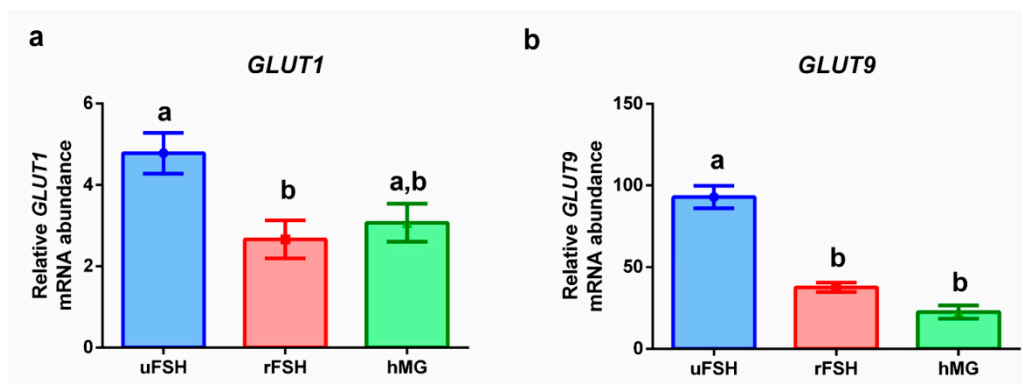 a
GLUT1
Relative GLUT1
mRNA abundance
6
4
2
0
a
b
a,b
uFSH
rFSH
hMG
b
GLUT9
Relative GLUT9
mRNA abundance
150
100
50
0
a
b
b
uFSH
rFSH
hMG